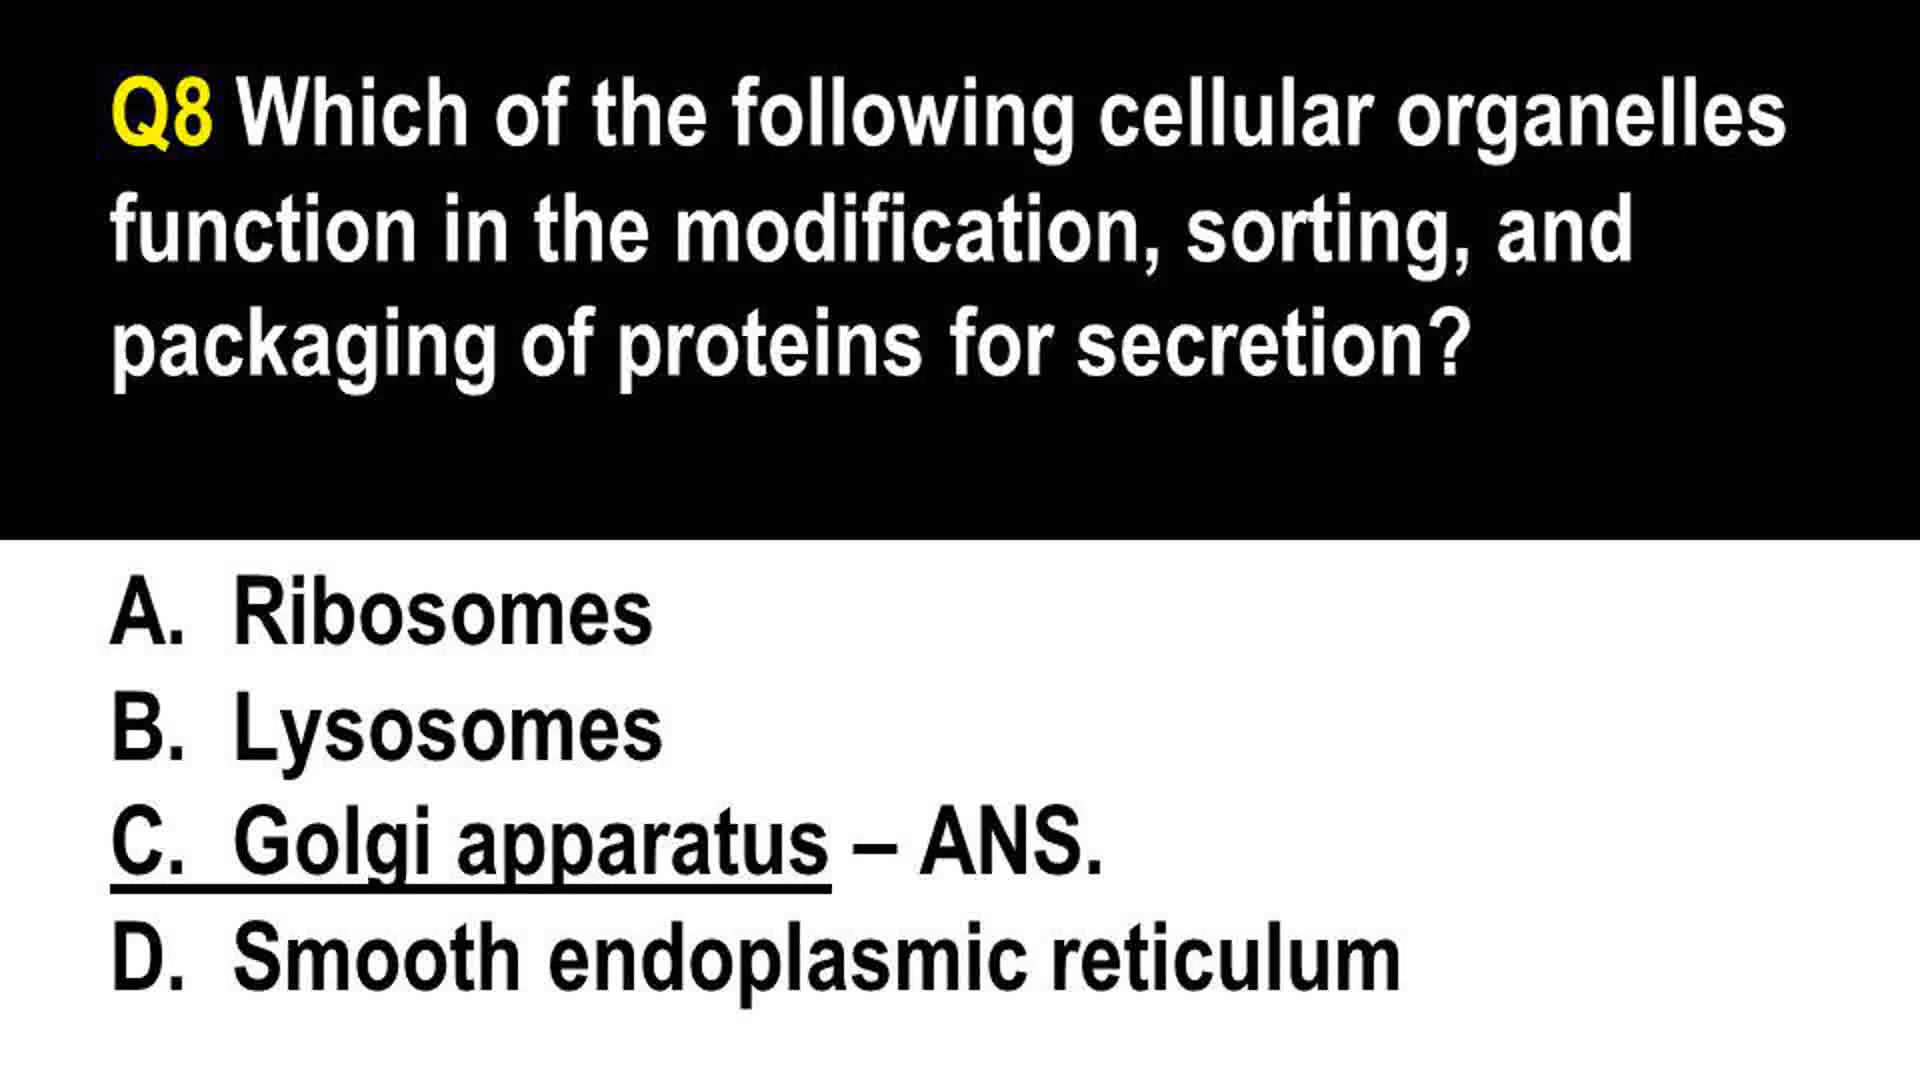 Q8 Which of the following cellular organelles
function in the modification, sorting, and
packaging of proteins for secretion?
A. Ribosomes
B. Lysosomes
C. Golgi apparatus – ANS.
D. Smooth endoplasmic reticulum